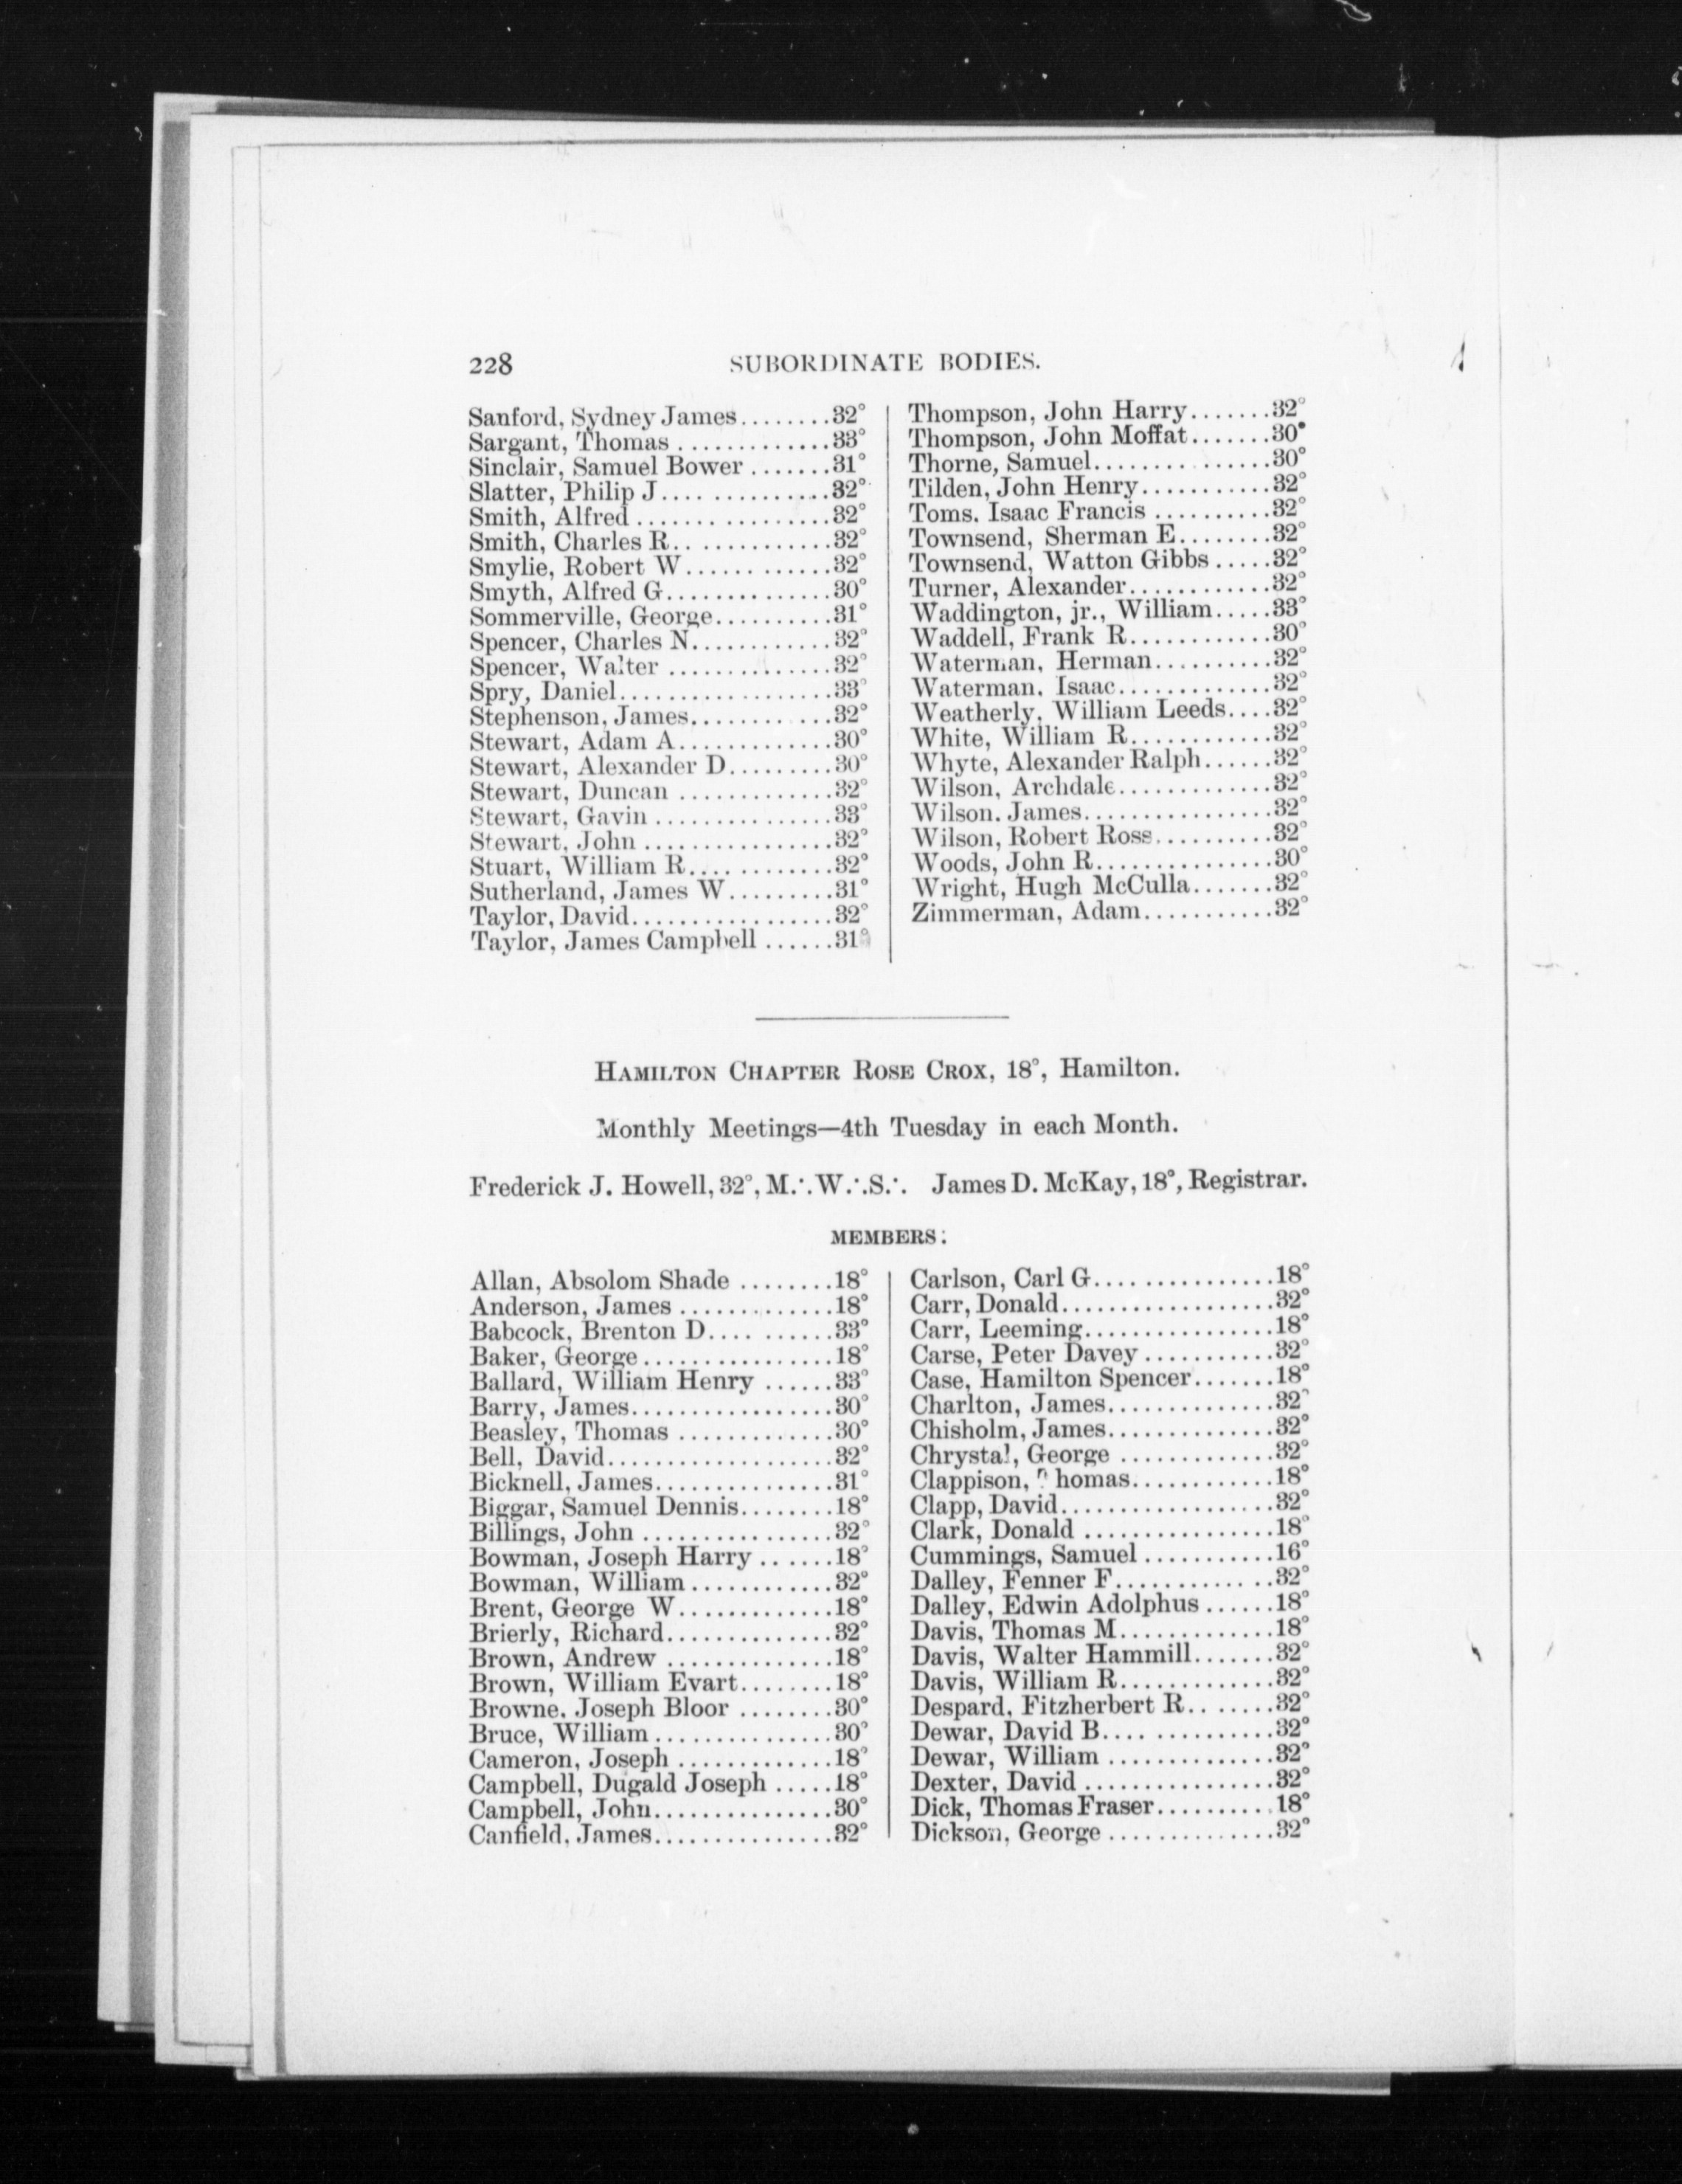 228 SUBORDINATE BODIES.
Sanford, Sydney James........32°
Sargant, Thomas ..............33°
Sinclair, Samuel Bower .......31°
Slatter, Philip J................32°
Smith, Alfred .................32°
Smith, Charles R..............32°
Smylie, Robert W.............32°
Smyth, Alfred G...............30°
Sommerville, George..........31°
Spencer, Charles N............32°
Spencer, Walter ..............32°
Spry, Daniel...................33°
Stephenson, James............32°
Stewart, Adam A..............30°
Stewart, Alexander D.........30°
Stewart, Duncan .............32°
Stewart, Gavin ...............33°
Stewart, John ................32°
Stuart, William R.............32°
Sutherland, James W.........31°
Taylor, David.................32°
Taylor, James Campbell ......31°
Thompson, John Harry.......32°
Thompson, John Moffat.......30°
Thorne, Samuel...............30°
Tilden, John Henry...........32°
Toms. Isaac Francis ..........32°
Townsend, Sherman E........32°
Townsend, Watton Gibbs .....32°
Turner, Alexander............32°
Waddington, jr., William.....33°
Waddell, Frank R............30°
Waterman, Herman..........32°
Waterman, Isaac.............32°
Weatherly, William Leeds....32°
White, William R............32°
Whyte, Alexander Ralph......32°
Wilson, Archdale.............32°
Wilson. James................32°
Wilson, Robert Ross..........32°
Woods, John R...............30°
Wright, Hugh McCulla.......32°
Zimmerman, Adam...........32°
HAMILTON CHAPTER ROSE CROX, 18°, Hamilton.
Monthly Meetings—4th Tuesday in each Month.
Frederick J. Howell, 32°, M∴W∴S∴ James D. McKay, 18°, Registrar.
MEMBERS:
Allan, Absolom Shade ........18°
Anderson, James .............18°
Babcock, Brenton D...........33°
Baker, George................18°
Ballard, William Henry ......33°
Barry, James.................30°
Beasley, Thomas .............30°
Bell, David...................32°
Bicknell, James...............31°
Biggar, Samuel Dennis........18°
Billings, John ................32°
Bowman, Joseph Harry ......18°
Bowman, William............32°
Brent, George W.............18°
Brierly, Richard..............32°
Brown, Andrew ..............18°
Brown, William Evart........18°
Browne. Joseph Bloor ........30°
Bruce, William ...............30°
Cameron, Joseph .............18°
Campbell, Dugald Joseph .....18°
Campbell, John...............30°
Canfield, James...............32°
Carlson, Carl G...............18°
Carr, Donald..................32°
Carr, Leeming................18°
Carse, Peter Davey ...........32°
Case, Hamilton Spencer.......18°
Charlton, James..............32°
Chisholm, James..............32°
Chrystal, George .............32°
Clappison, Thomas............18°
Clapp, David..................32°
Clark, Donald ................18°
Cummings, Samuel ...........16°
Dalley, Fenner F..............32°
Dalley, Edwin Adolphus ......18°
Davis, Thomas M.............18°
Davis, Walter Hammill.......32°
Davis, William R.............32°
Despard, Fitzherbert R........32°
Dewar, David B...............32°
Dewar, William ..............32°
Dexter, David ................32°
Dick, Thomas Fraser..........18°
Dickson, George ..............32°